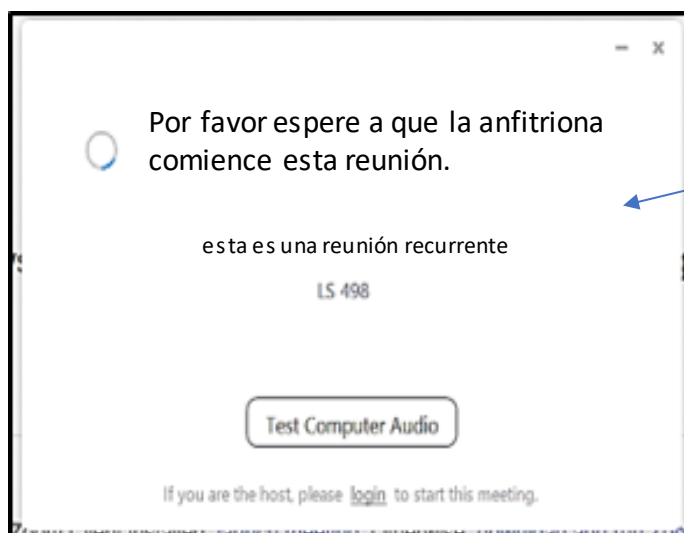 Por favor espere a que la anfitriona
comience esta reunión.
esta es una reunión recurrente
LS 498
Test Computer Audio
If you are the host, please login to start this meeting.